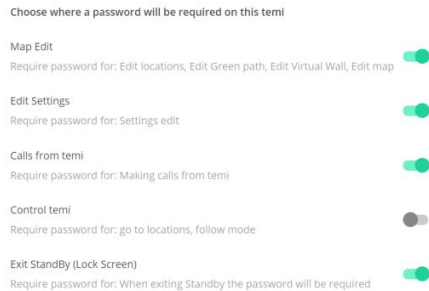 Choose where a password will be required on this temi
Map Edit
Require password for: Edit locations, Edit Green path, Edit Virtual Wall, Edit map
Edit Settings
Require password for: Settings edit
Calls from temi
Require password for: Making calls from temi
Control temi
Require password for: go to locations, follow mode
Exit StandBy (Lock Screen)
Require password for: When exiting Standby the password will be required